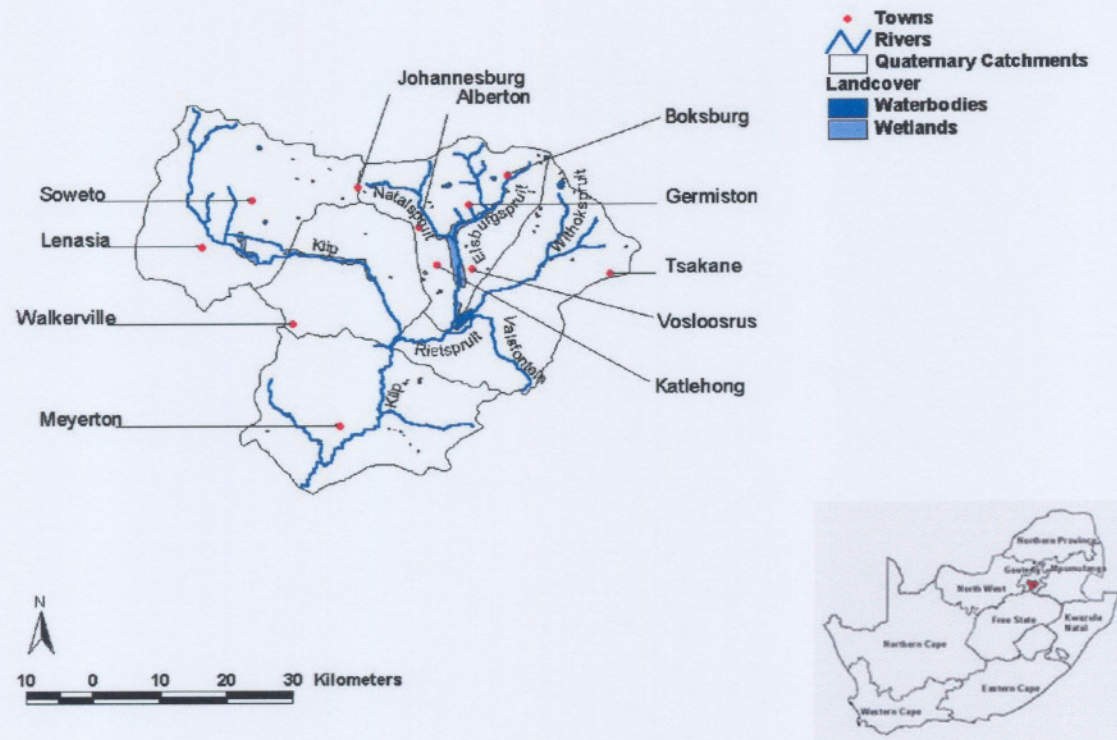 Towns
Rivers
Quaternary Catchments
Landcover
Waterbodies
Wetlands
Johannesburg
Alberton
Boksburg
Soweto
Germiston
Lenasia
Tsakane
Walkerville
Vosloosrus
Katlehong
Meyerton
Natalspruit
Elsburgspruit
Withokspruit
Klip
Rietspruit
Valsfontein
Klip
N
10 0 10 20 30 Kilometers
Northern Province
Gauteng
Mpumulanga
North West
Free State
Kwazulu
Natal
Northern Cape
Eastern Cape
Western Cape